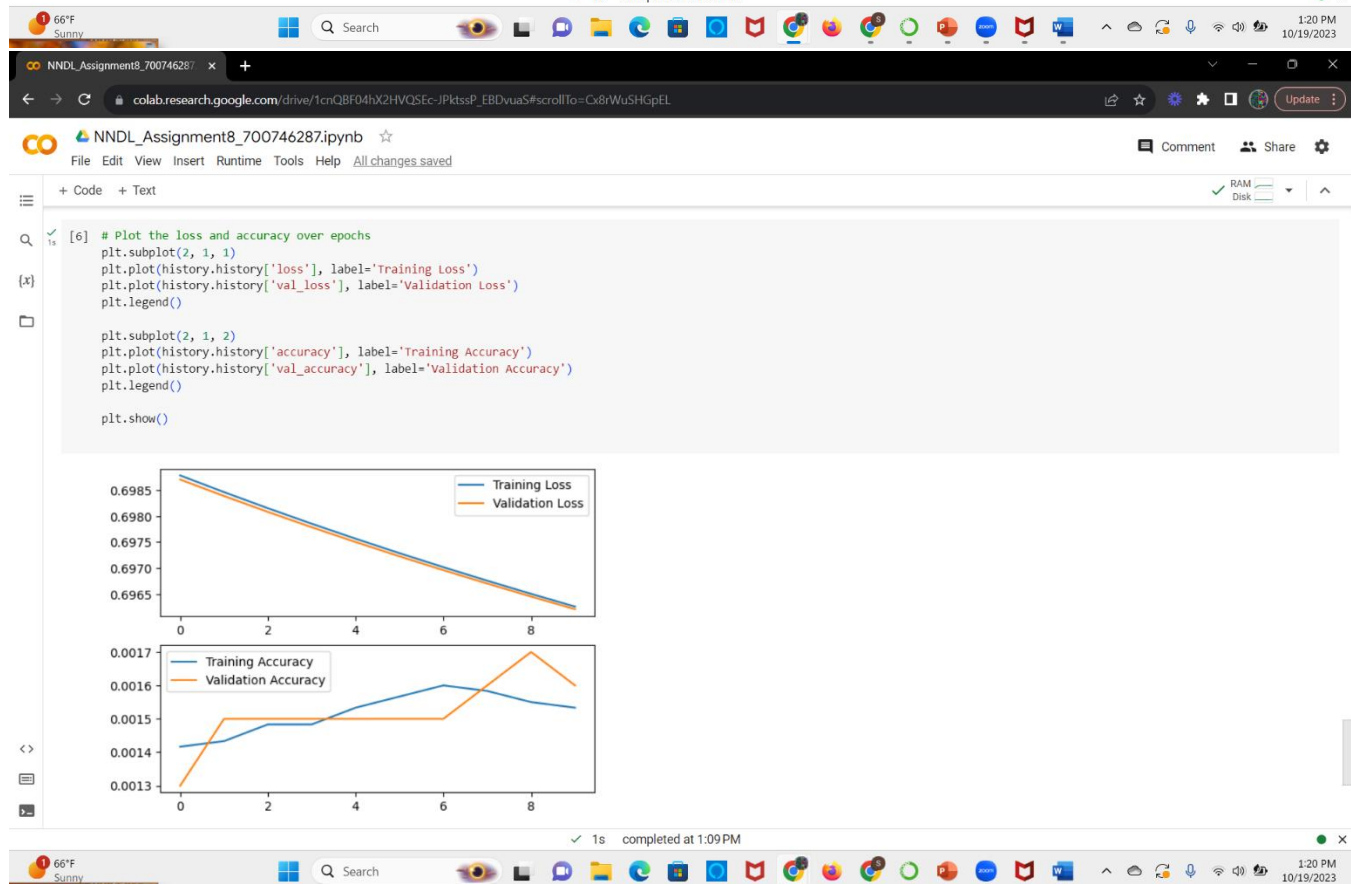 66°F
Sunny
Search
1:20 PM
10/19/2023
NNDL_Assignment8_700746287.
colab.research.google.com/drive/1cnQBF04hX2HVQSEc-JPktssP_EBDvuaS#scrollTo=Cx8rWuSHGpEL
Update
NNDL_Assignment8_700746287.ipynb
File Edit View Insert Runtime Tools Help All changes saved
Comment
Share
+ Code + Text
RAM
Disk
1s
[6] # Plot the loss and accuracy over epochs
plt.subplot(2, 1, 1)
plt.plot(history.history['loss'], label='Training Loss')
plt.plot(history.history['val_loss'], label='Validation Loss')
plt.legend()
plt.subplot(2, 1, 2)
plt.plot(history.history['accuracy'], label='Training Accuracy')
plt.plot(history.history['val_accuracy'], label='Validation Accuracy')
plt.legend()
plt.show()
{x}
Training Loss
Validation Loss
0.6985
0.6980
0.6975
0.6970
0.6965
0 2 4 6 8
Training Accuracy
Validation Accuracy
0.0017
0.0016
0.0015
0.0014
0.0013
0 2 4 6 8
1s completed at 1:09 PM
66°F
Sunny
Search
1:20 PM
10/19/2023